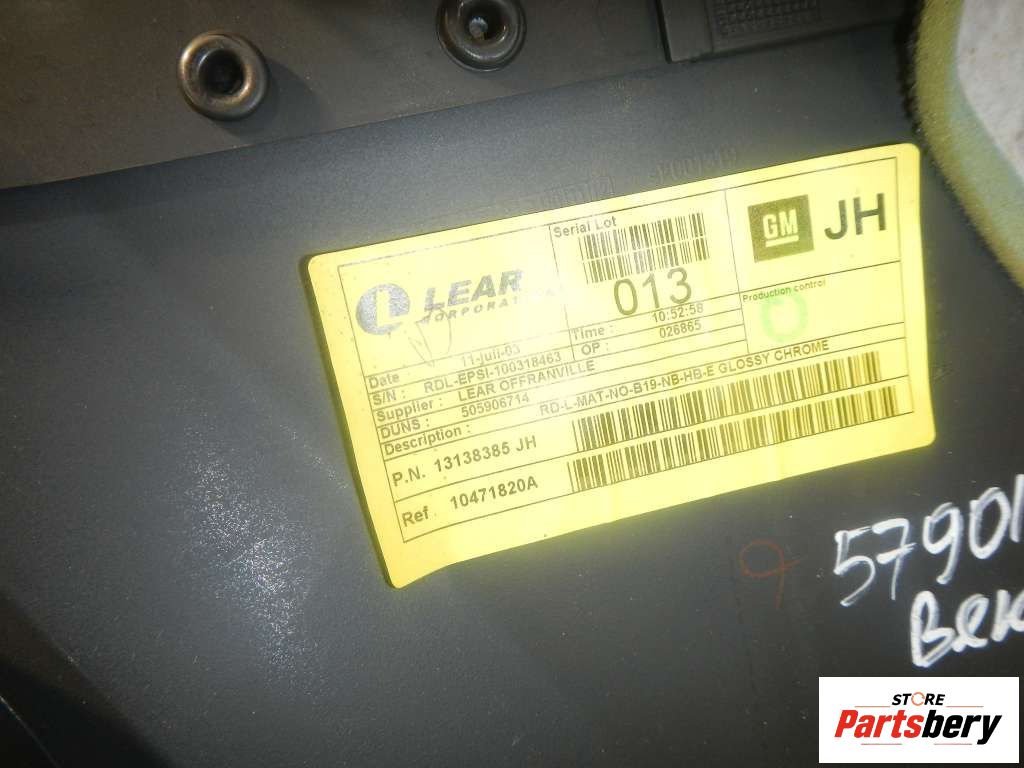 LEAR
CORPORATION
Serial Lot
013
GM
JH
Production control
Date : 11-juil-03
Time : 10:52:58
S/N : RDL-EPSI-100318463
OP : 026865
Supplier : LEAR OFFRANVILLE
DUNS : 505906714
Description : RD-L-MAT-NO-B19-NB-HB-E GLOSSY CHROME
P.N. 13138385 JH
Ref 10471820A
5790
STORE
Partsbery